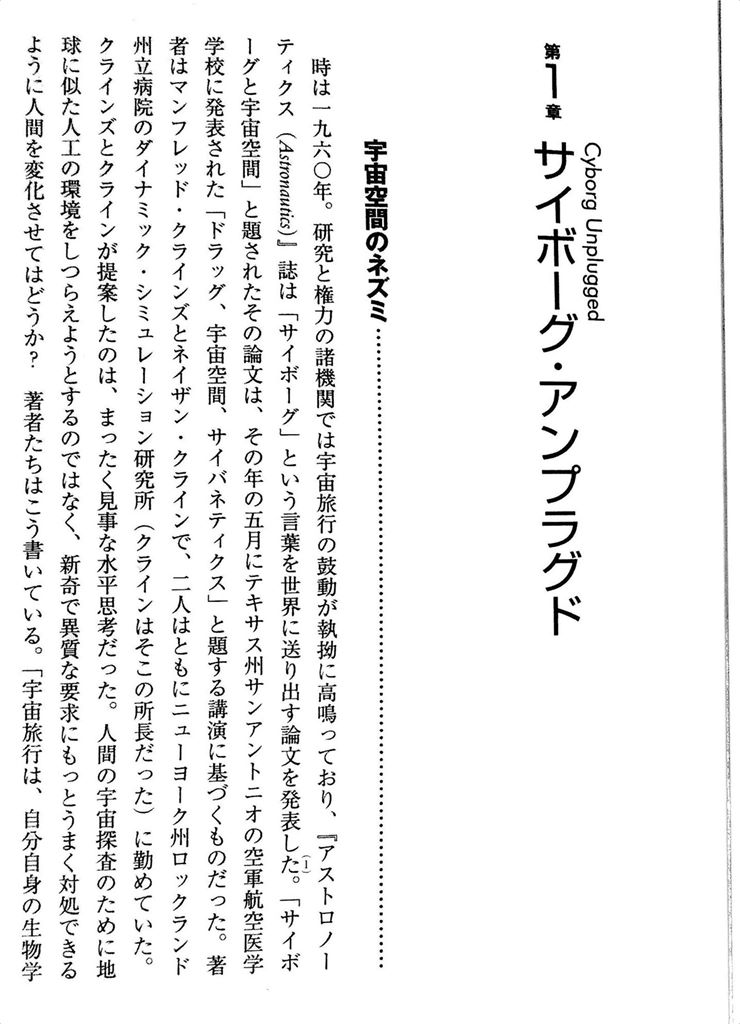 第1章
Cyborg Unplugged
サイボーグ・アンプラグド
宇宙空間のネズミ
時は一九六〇年。研究と権力の諸機関では宇宙旅行の鼓動が執拗に高鳴っており、『アストロノー
ティクス（Astronautics）』誌は「サイボーグ」という言葉を世界に送り出す論文を発表した。(1)「サイボ
ーグと宇宙空間」と題されたその論文は、その年の五月にテキサス州サンアントニオの空軍航空医学
学校に発表された「ドラッグ、宇宙空間、サイバネティクス」と題する講演に基づくものだった。著
者はマンフレッド・クラインズとネイザン・クラインで、二人はともにニューヨーク州ロックランド
州立病院のダイナミック・シミュレーション研究所（クラインはそこの所長だった）に勤めていた。
クラインズとクラインが提案したのは、まったく見事な水平思考だった。人間の宇宙探査のために地
球に似た人工の環境をしつらえようとするのではなく、新奇で異質な要求にもっとうまく対処できる
ように人間を変化させてはどうか？　著者たちはこう書いている。「宇宙旅行は、自分自身の生物学